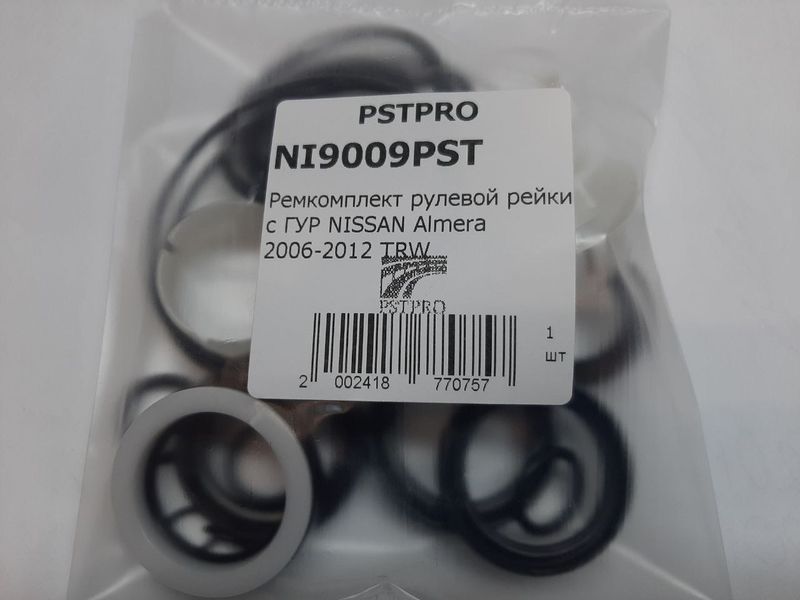 PSTPRO
NI9009PST
Ремкомплект рулевой рейки
с ГУР NISSAN Almera
2006-2012 TRW
PSTPRO
1
шт
2 002418 770757